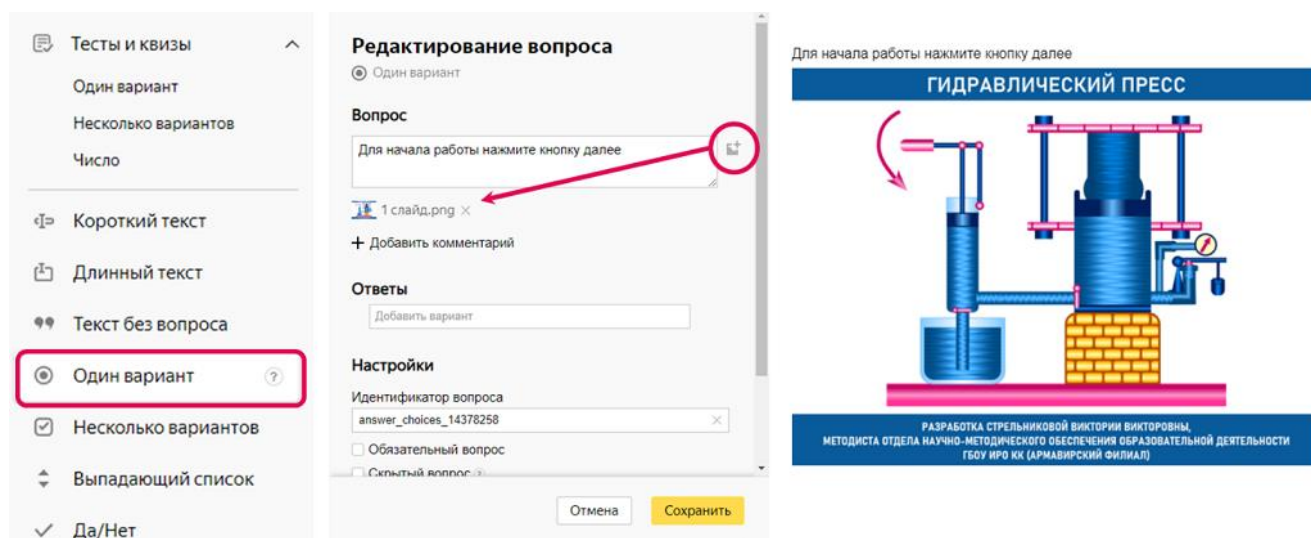 Тесты и квизы
Один вариант
Несколько вариантов
Число
Короткий текст
Длинный текст
Текст без вопроса
Один вариант ?
Несколько вариантов
Выпадающий список
Да/Нет
Редактирование вопроса
Один вариант
Вопрос
Для начала работы нажмите кнопку далее
1 слайд.png ×
+ Добавить комментарий
Ответы
Добавить вариант
Настройки
Идентификатор вопроса
answer_choices_14378258 ×
Обязательный вопрос
Скрытый вопрос
Отмена Сохранить
Для начала работы нажмите кнопку далее
ГИДРАВЛИЧЕСКИЙ ПРЕСС
РАЗРАБОТКА СТРЕЛЬНИКОВОЙ ВИКТОРИИ ВИКТОРОВНЫ,
МЕТОДИСТА ОТДЕЛА НАУЧНО-МЕТОДИЧЕСКОГО ОБЕСПЕЧЕНИЯ ОБРАЗОВАТЕЛЬНОЙ ДЕЯТЕЛЬНОСТИ
ГБОУ ИРО КК (АРМАВИРСКИЙ ФИЛИАЛ)